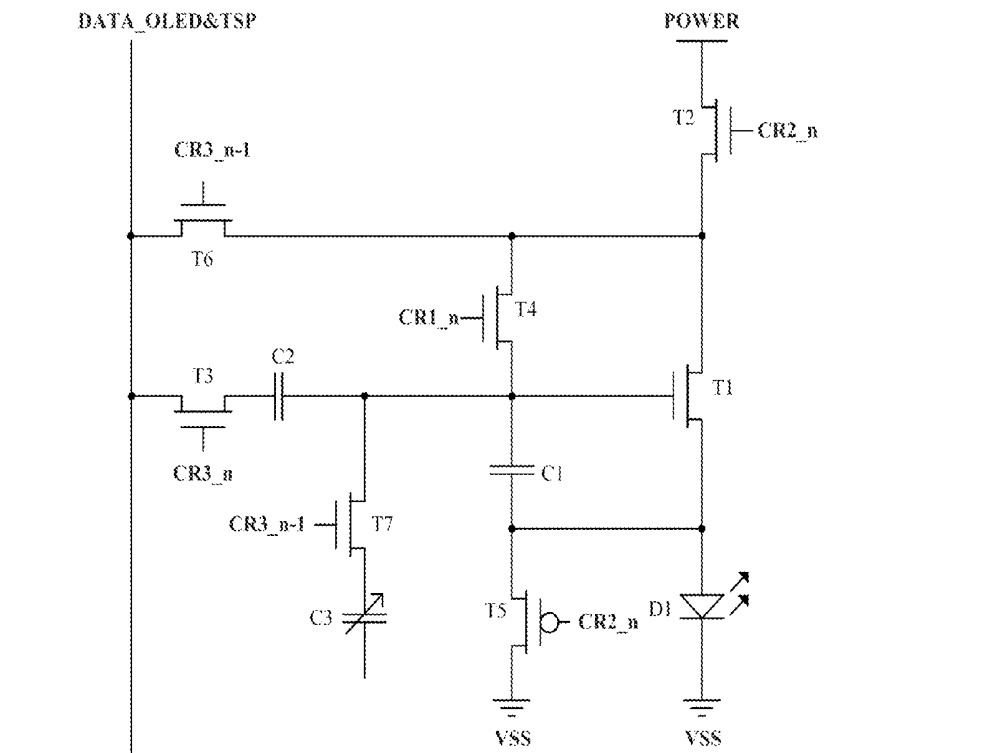 DATA_OLED&TSP
POWER
T2
CR2_n
CR3_n-1
T6
CR1_n
T4
C2
T3
T1
CR3_n
C1
CR3_n-1
T7
C3
T5
CR2_n
D1
VSS
VSS